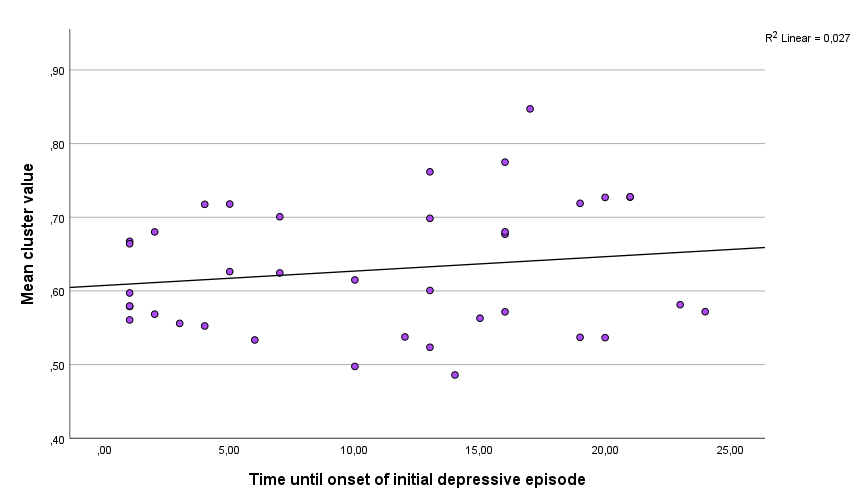 R2 Linear = 0,027
,90
,80
,70
,60
,50
,40
Mean cluster value
,00 5,00 10,00 15,00 20,00 25,00
Time until onset of initial depressive episode